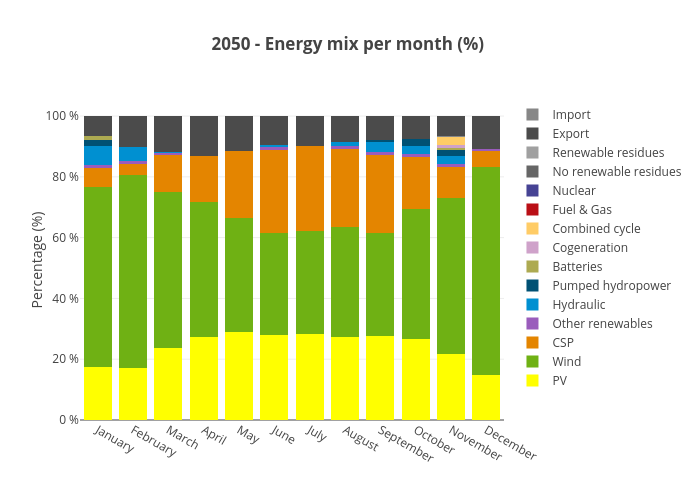 2050 - Energy mix per month (%)
Percentage (%)
100 %
80 %
60 %
40 %
20 %
0 %
January
February
March
April
May
June
July
August
September
October
November
December
Import
Export
Renewable residues
No renewable residues
Nuclear
Fuel & Gas
Combined cycle
Cogeneration
Batteries
Pumped hydropower
Hydraulic
Other renewables
CSP
Wind
PV